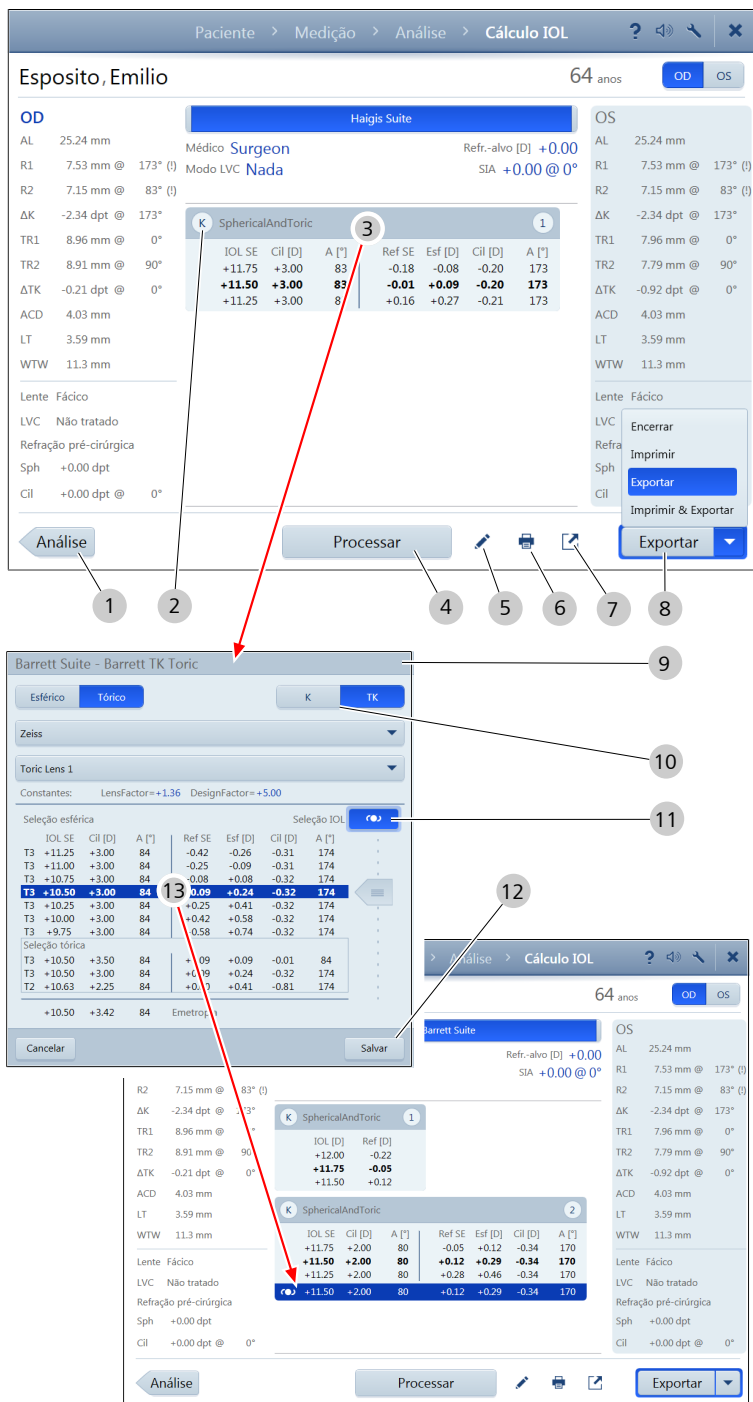 Paciente > Medição > Análise > Cálculo IOL ?
Esposito, Emilio 64 anos OD OS
OD
AL 25.24 mm
R1 7.53 mm @ 173° (!)
R2 7.15 mm @ 83° (!)
ΔK -2.34 dpt @ 173°
TR1 8.96 mm @ 0°
TR2 8.91 mm @ 90°
ΔTK -0.21 dpt @ 0°
ACD 4.03 mm
LT 3.59 mm
WTW 11.3 mm
Lente Fácico
LVC Não tratado
Refração pré-cirúrgica
Sph +0.00 dpt
Cil +0.00 dpt @ 0°
Haigis Suite
Médico Surgeon Refr.-alvo [D] +0.00
Modo LVC Nada SIA +0.00 @ 0°
K SphericalAndToric 3 1
IOL SE Cil [D] A [°] Ref SE Esf [D] Cil [D] A [°]
+11.75 +3.00 83 -0.18 -0.08 -0.20 173
+11.50 +3.00 83 -0.01 +0.09 -0.20 173
+11.25 +3.00 8 +0.16 +0.27 -0.21 173
OS
AL 25.24 mm
R1 7.53 mm @ 173° (!)
R2 7.15 mm @ 83° (!)
ΔK -2.34 dpt @ 173°
TR1 7.96 mm @ 0°
TR2 7.79 mm @ 90°
ΔTK -0.92 dpt @ 0°
ACD 4.03 mm
LT 3.59 mm
WTW 11.3 mm
Lente Fácico
LVC
Refra
Sph
Cil
Encerrar
Imprimir
Exportar
Imprimir & Exportar
Análise Processar Exportar
1 2 4 5 6 7 8
Barrett Suite - Barrett TK Toric 9
Esférico Tórico K TK
Zeiss
10
Toric Lens 1
Constantes: LensFactor=+1.36 DesignFactor=+5.00
Seleção esférica Seleção IOL 11
IOL SE Cil [D] A [°] Ref SE Esf [D] Cil [D] A [°]
T3 +11.25 +3.00 84 -0.42 -0.26 -0.31 174
T3 +11.00 +3.00 84 -0.25 -0.09 -0.31 174
T3 +10.75 +3.00 84 -0.08 +0.08 -0.32 174
T3 +10.50 +3.00 84 13 0.09 +0.24 -0.32 174 12
T3 +10.25 +3.00 84 +0.25 +0.41 -0.32 174
T3 +10.00 +3.00 84 +0.42 +0.58 -0.32 174
T3 +9.75 +3.00 84 -0.58 +0.74 -0.32 174
Seleção tórica
T3 +10.50 +3.50 84 09 +0.09 -0.01 84
T3 +10.50 +3.00 84 09 +0.24 -0.32 174
T2 +10.63 +2.25 84 +0.41 -0.81 174
+10.50 +3.42 84 Emetropi
Cancelar Salvar
> Análise > Cálculo IOL ?
64 anos OD OS
Barrett Suite
Refr.-alvo [D] +0.00
SIA +0.00 @ 0°
R2 7.15 mm @ 83° (!)
ΔK -2.34 dpt @ 173°
TR1 8.96 mm @ °
TR2 8.91 mm @ 90
ΔTK -0.21 dpt @ 0°
ACD 4.03 mm
LT 3.59 mm
WTW 11.3 mm
Lente Fácico
LVC Não tratado
Refração pré-cirúrgica
Sph +0.00 dpt
Cil +0.00 dpt @ 0°
K SphericalAndToric 1
IOL [D] Ref [D]
+12.00 -0.22
+11.75 -0.05
+11.50 +0.12
K SphericalAndToric 2
IOL SE Cil [D] A [°] Ref SE Esf [D] Cil [D] A [°]
+11.75 +2.00 80 -0.05 +0.12 -0.34 170
+11.50 +2.00 80 +0.12 +0.29 -0.34 170
+11.25 +2.00 80 +0.28 +0.46 -0.34 170
+11.50 +2.00 80 +0.12 +0.29 -0.34 170
OS
AL 25.24 mm
R1 7.53 mm @ 173° (!)
R2 7.15 mm @ 83° (!)
ΔK -2.34 dpt @ 173°
TR1 7.96 mm @ 0°
TR2 7.79 mm @ 90°
ΔTK -0.92 dpt @ 0°
ACD 4.03 mm
LT 3.59 mm
WTW 11.3 mm
Lente Fácico
LVC Não tratado
Refração pré-cirúrgica
Sph +0.00 dpt
Cil +0.00 dpt @ 0°
Análise Processar Exportar